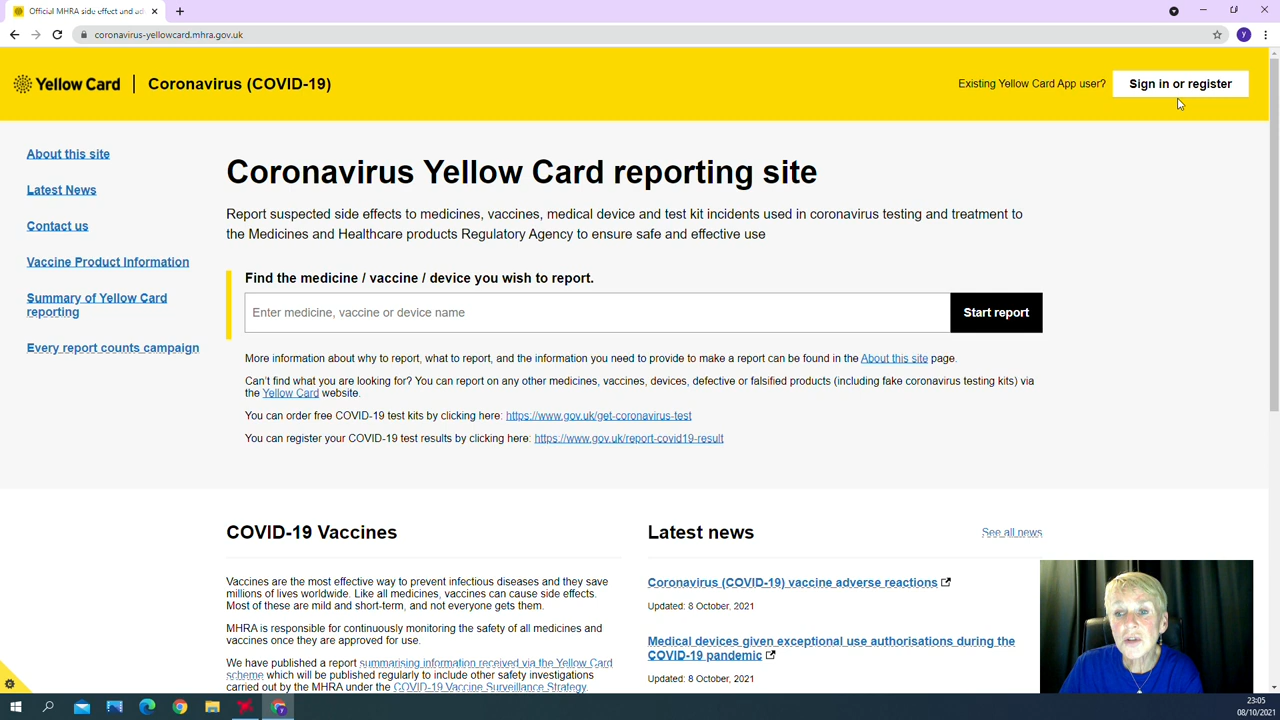 Official MHRA side effect and ad
coronavirus-yellowcard.mhra.gov.uk
y
Yellow Card
Coronavirus (COVID-19)
Existing Yellow Card App user?
Sign in or register
About this site
Latest News
Contact us
Vaccine Product Information
Summary of Yellow Card
reporting
Every report counts campaign
Coronavirus Yellow Card reporting site
Report suspected side effects to medicines, vaccines, medical device and test kit incidents used in coronavirus testing and treatment to
the Medicines and Healthcare products Regulatory Agency to ensure safe and effective use
Find the medicine / vaccine / device you wish to report.
Enter medicine, vaccine or device name
Start report
More information about why to report, what to report, and the information you need to provide to make a report can be found in the About this site page.
Can't find what you are looking for? You can report on any other medicines, vaccines, devices, defective or falsified products (including fake coronavirus testing kits) via
the Yellow Card website.
You can order free COVID-19 test kits by clicking here: https://www.gov.uk/get-coronavirus-test
You can register your COVID-19 test results by clicking here: https://www.gov.uk/report-covid19-result
COVID-19 Vaccines
Vaccines are the most effective way to prevent infectious diseases and they save
millions of lives worldwide. Like all medicines, vaccines can cause side effects.
Most of these are mild and short-term, and not everyone gets them.
MHRA is responsible for continuously monitoring the safety of all medicines and
vaccines once they are approved for use.
We have published a report summarising information received via the Yellow Card
scheme which will be published regularly to include other safety investigations
carried out by the MHRA under the COVID-19 Vaccine Surveillance Strategy.
Latest news
See all news
Coronavirus (COVID-19) vaccine adverse reactions
Updated: 8 October, 2021
Medical devices given exceptional use authorisations during the
COVID-19 pandemic
Updated: 8 October, 2021
23:05
08/10/2021